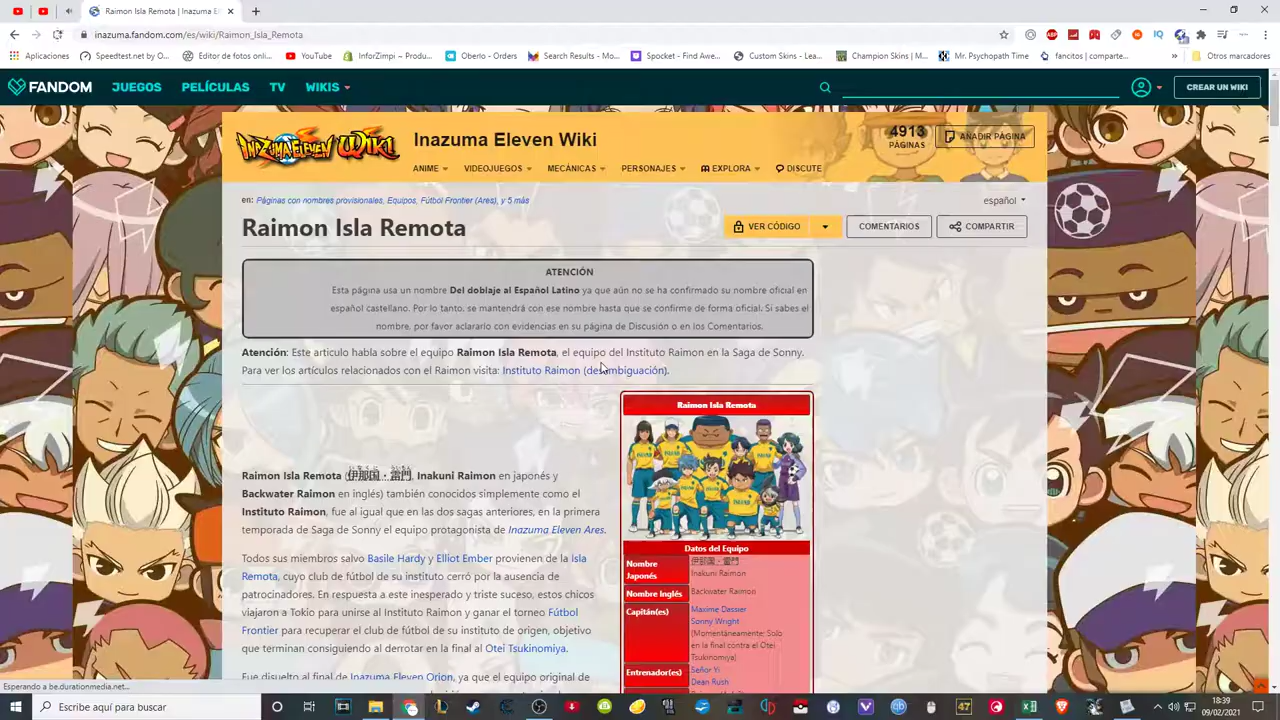 Raimon Isla Remota | Inazuma El
inazuma.fandom.com/es/wiki/Raimon_Isla_Remota
Aplicaciones Speedtest.net by O... Editor de fotos onli... YouTube InforZimpi ~ Produ... Oberlo - Orders Search Results - Mo... Spocket - Find Awe... Custom Skins - Lea... Champion Skins | M... Mr. Psychopath Time fancitos | comparte... Otros marcadores
FANDOM JUEGOS PELÍCULAS TV WIKIS CREAR UN WIKI
INAZUMA ELEVEN WIKI Inazuma Eleven Wiki 4913 PÁGINAS AÑADIR PÁGINA
ANIME VIDEOJUEGOS MECÁNICAS PERSONAJES EXPLORA DISCUTE
en: Páginas con nombres provisionales, Equipos, Fútbol Frontier (Ares), y 5 más español
Raimon Isla Remota VER CÓDIGO COMENTARIOS COMPARTIR
ATENCIÓN
Esta página usa un nombre Del doblaje al Español Latino ya que aún no se ha confirmado su nombre oficial en
español castellano. Por lo tanto, se mantendrá con ese nombre hasta que se confirme de forma oficial. Si sabes el
nombre, por favor aclararlo con evidencias en su página de Discusión o en los Comentarios.
Atención: Este articulo habla sobre el equipo Raimon Isla Remota, el equipo del Instituto Raimon en la Saga de Sonny.
Para ver los artículos relacionados con el Raimon visita: Instituto Raimon (desambiguación).
Raimon Isla Remota (伊那国・雷門, Inakuni Raimon en japonés y
Backwater Raimon en inglés) también conocidos simplemente como el
Instituto Raimon, fue al igual que en las dos sagas anteriores, en la primera
temporada de Saga de Sonny el equipo protagonista de Inazuma Eleven Ares.
Todos sus miembros salvo Basile Hardy y Elliot Ember provienen de la Isla
Remota, cuyo club de fútbol de su instituto cerró por la ausencia de
patrocinadores. En respuesta a este inesperado y triste suceso, estos chicos
viajaron a Tokio para unirse al Instituto Raimon y ganar el torneo Fútbol
Frontier para recuperar el club de fútbol de su instituto de origen, objetivo
que terminan consiguiendo al derrotar en la final al Otei Tsukinomiya.
Fue disuelto al final de Inazuma Eleven Orion, ya que el equipo original de
Raimon Isla Remota
Datos del Equipo
Nombre Japonés 伊那国・雷門
Inakuni Raimon
Nombre Inglés Backwater Raimon
Capitán(es) Maxime Dassier
Sonny Wright
(Momentáneamente; Solo
en la final contra el Otei
Tsukinomiya)
Entrenador(es) Señor Yi
Dean Rush
Esperando a be.durationmedia.net...
Escribe aquí para buscar
18:39
09/02/2021